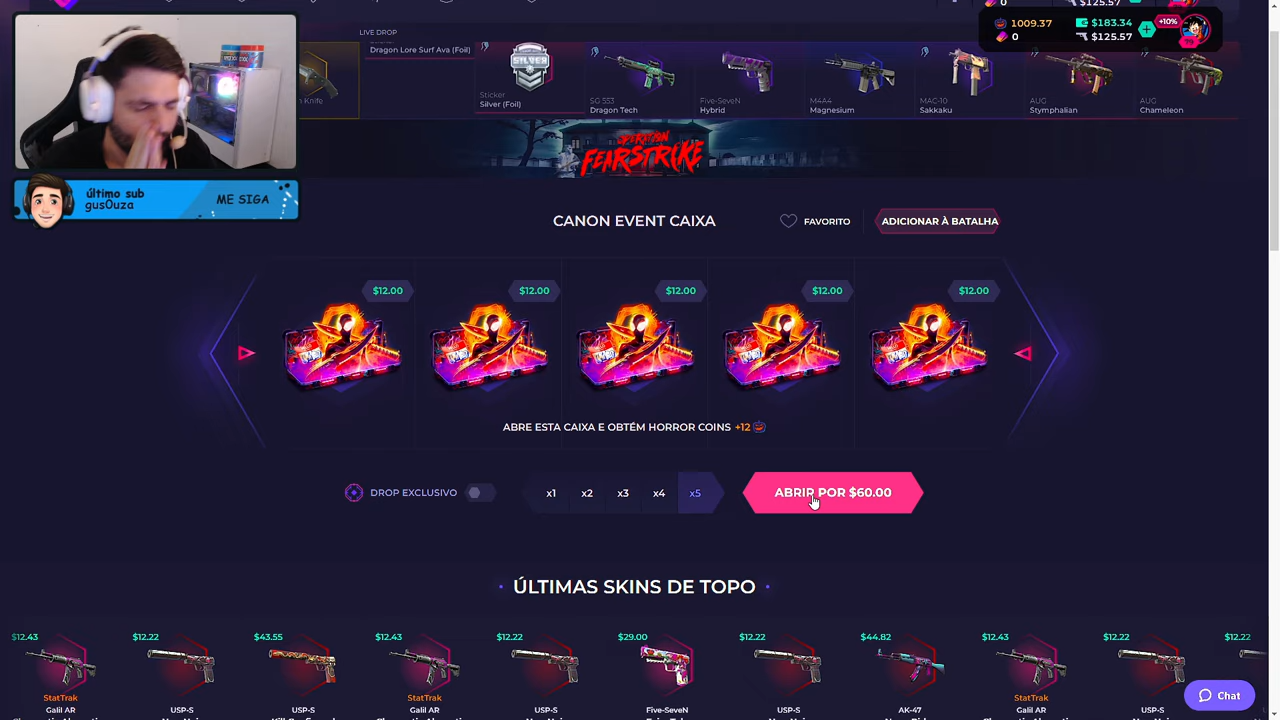 $125.57
0
1009.37
$183.34
+10%
0
$125.57
LIVE DROP
n Knife
Dragon Lore Surf Ava (Foil)
SILVER
Sticker
Silver (Foil)
SG 553
Dragon Tech
Five-SeveN
Hybrid
M4A4
Magnesium
MAC-10
Sakkaku
AUG
Stymphalian
AUG
Chameleon
OPERATION
FEARSTRIKE
último sub
gus0uza
ME SIGA
CANON EVENT CAIXA
FAVORITO
ADICIONAR À BATALHA
$12.00
$12.00
$12.00
$12.00
$12.00
ABRE ESTA CAIXA E OBTÉM HORROR COINS +12
DROP EXCLUSIVO
x1
x2
x3
x4
x5
ABRIR POR $60.00
ÚLTIMAS SKINS DE TOPO
$12.43
$12.22
$43.55
$12.43
$12.22
$29.00
$12.22
$44.82
$12.43
$12.22
$12.22
StatTrak
Galil AR
USP-S
USP-S
StatTrak
Galil AR
USP-S
Five-SeveN
USP-S
AK-47
StatTrak
Galil AR
USP-S
Chat